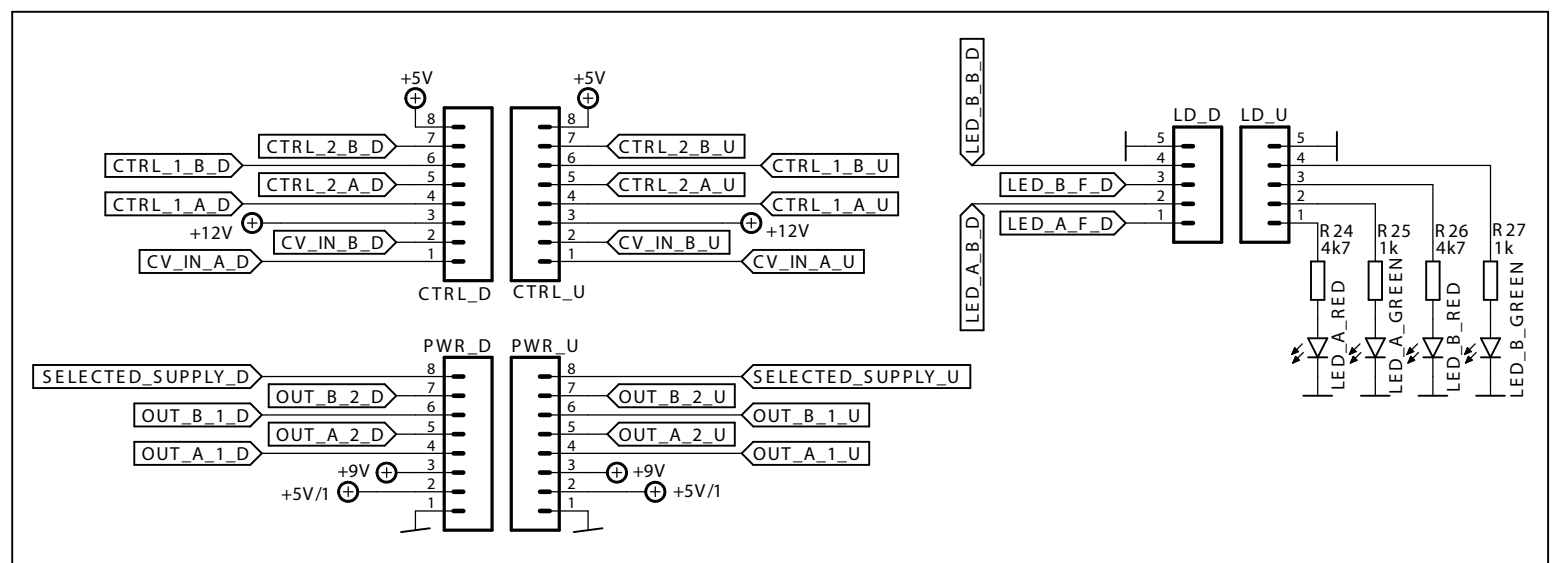 +5V
+5V
8
8
CTRL_2_B_D
7
7
CTRL_2_B_U
CTRL_1_B_D
6
6
CTRL_1_B_U
CTRL_2_A_D
5
5
CTRL_2_A_U
CTRL_1_A_D
4
4
CTRL_1_A_U
+12V
3
3
+12V
CV_IN_B_D
2
2
CV_IN_B_U
CV_IN_A_D
1
1
CV_IN_A_U
CTRL_D
CTRL_U
PWR_D
PWR_U
SELECTED_SUPPLY_D
8
8
SELECTED_SUPPLY_U
OUT_B_2_D
7
7
OUT_B_2_U
OUT_B_1_D
6
6
OUT_B_1_U
OUT_A_2_D
5
5
OUT_A_2_U
OUT_A_1_D
4
4
OUT_A_1_U
+9V
3
3
+9V
+5V/1
2
2
+5V/1
1
1
LED_B_B_D
LD_D
LD_U
5
5
4
4
LED_B_F_D
3
3
2
2
LED_A_F_D
1
1
LED_A_B_D
R24
4k7
R25
1k
R26
4k7
R27
1k
LED_A_RED
LED_A_GREEN
LED_B_RED
LED_B_GREEN